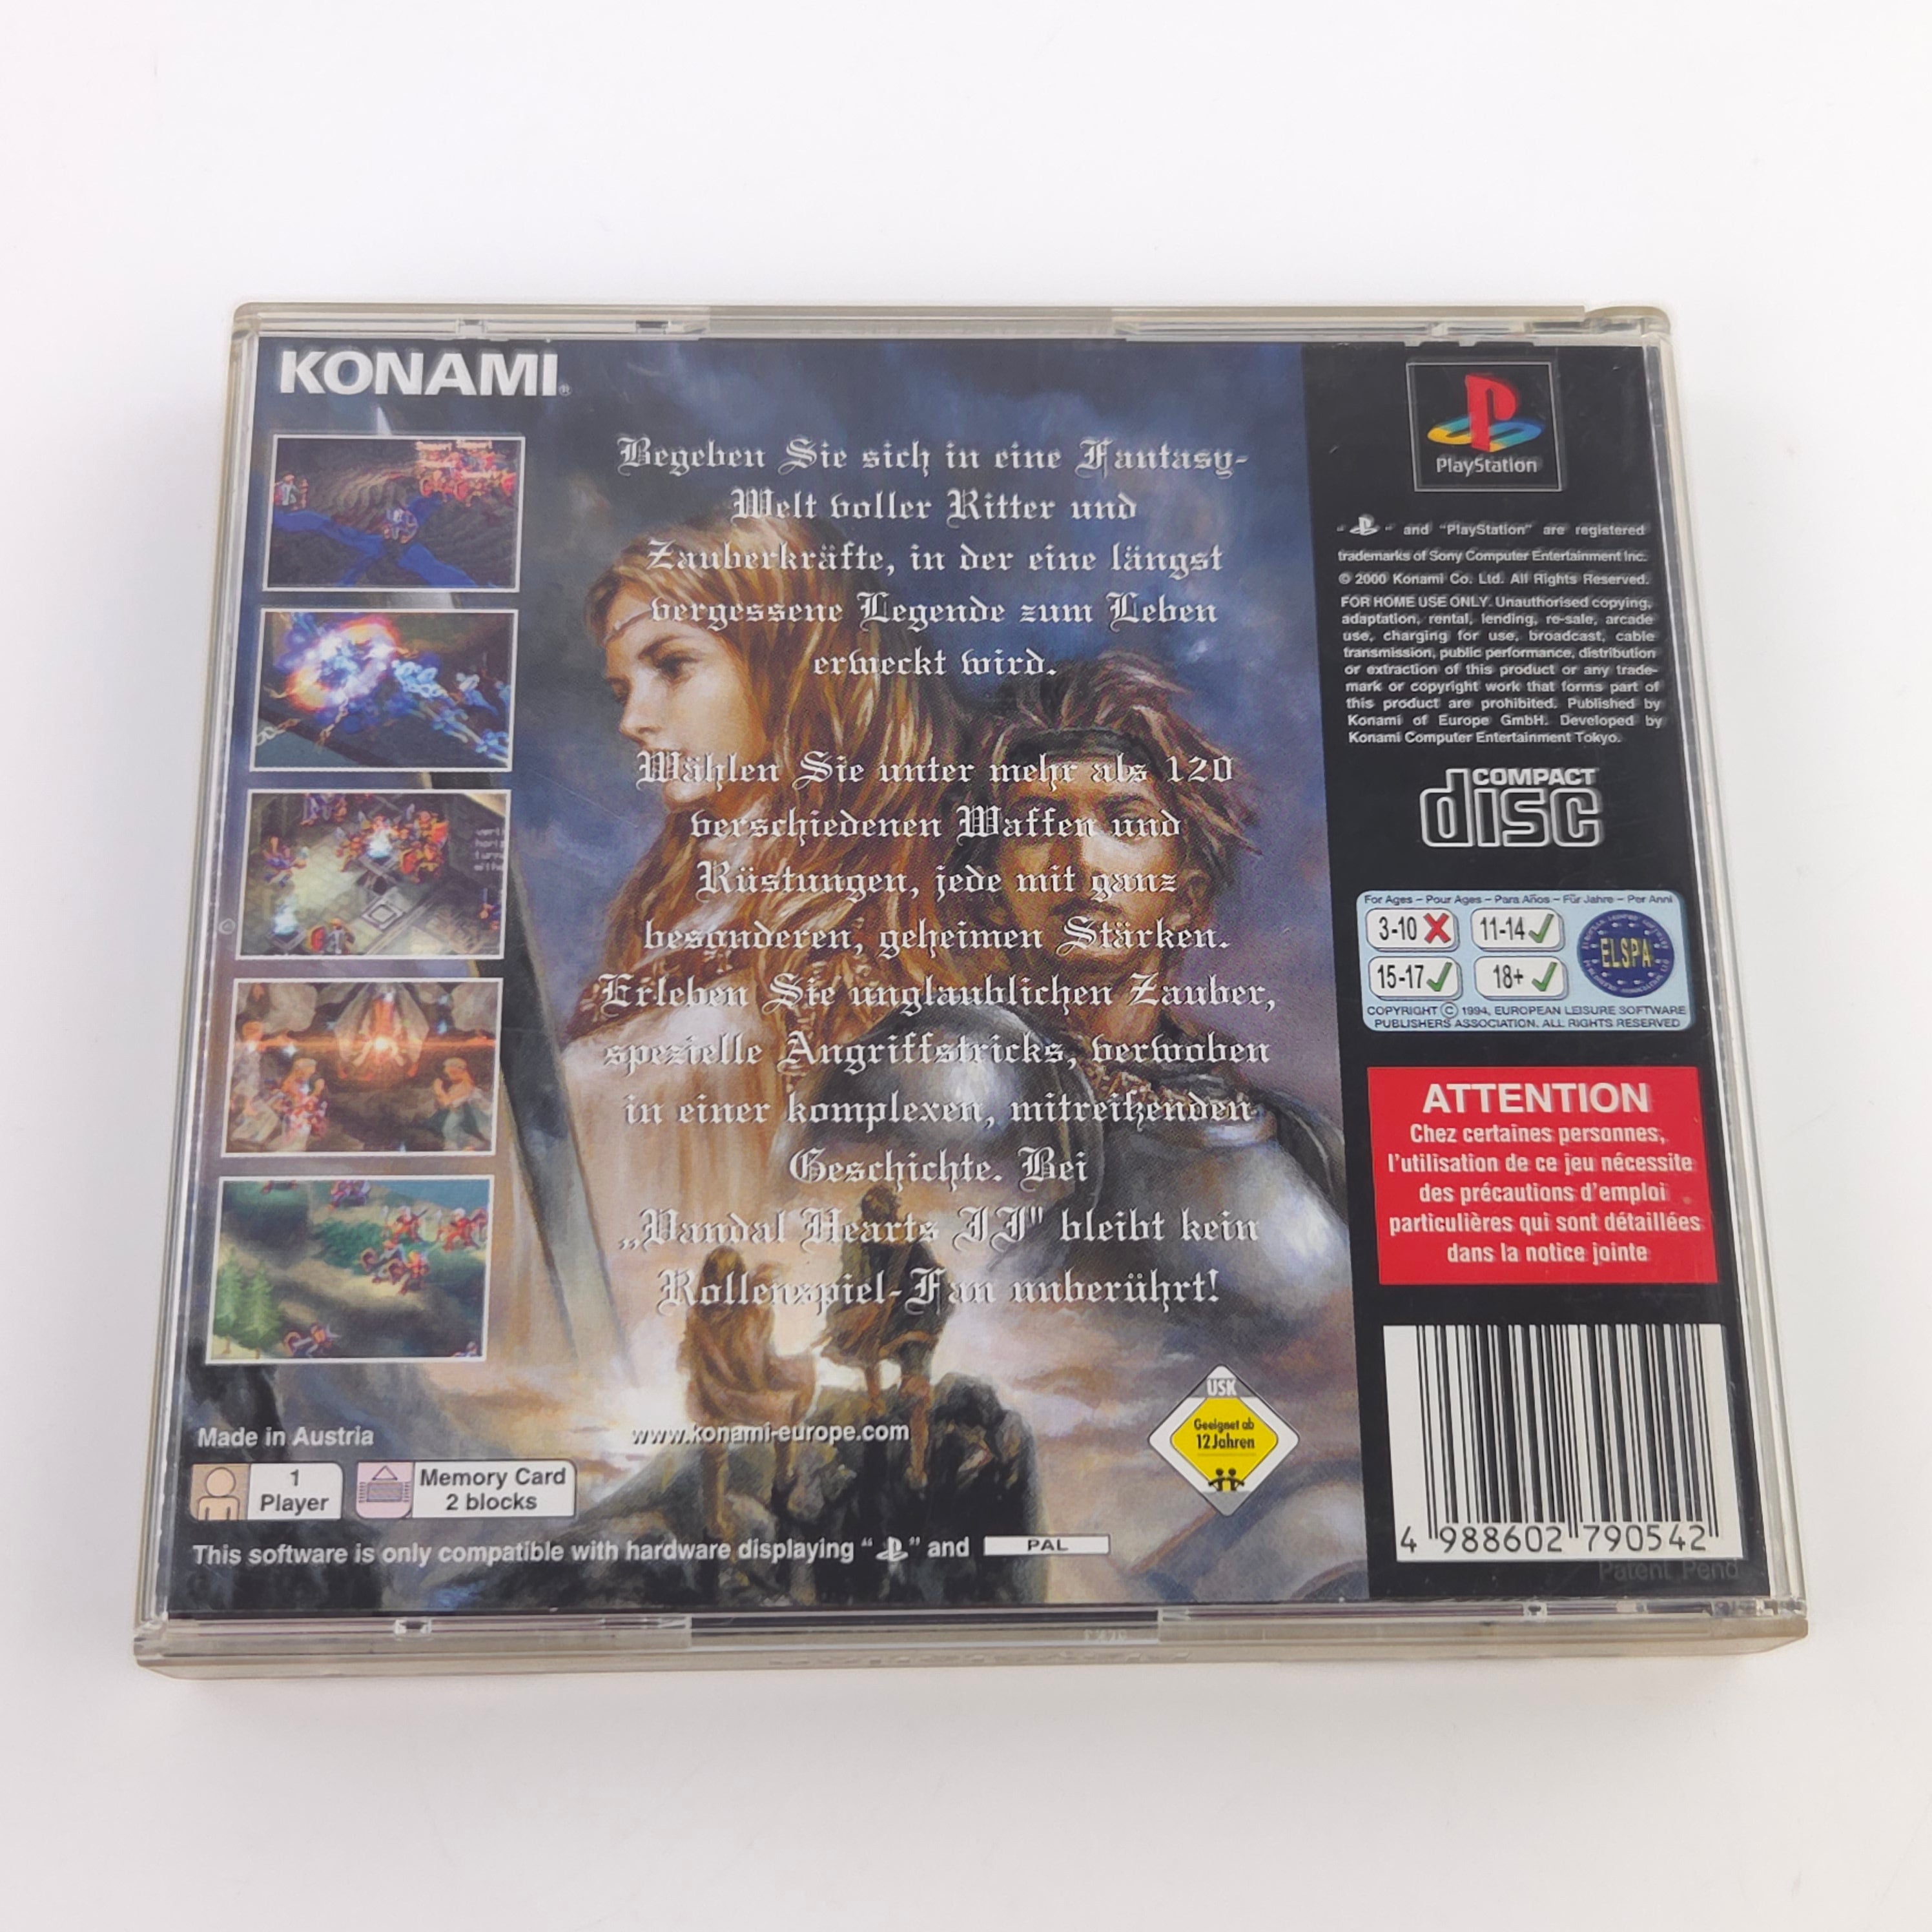 KONAMI®
Begeben Sie sich in eine Fantasy-
Welt voller Ritter und
Zauberkräfte, in der eine längst
vergessene Legende zum Leben
erweckt wird.
Wählen Sie unter mehr als 120
verschiedenen Waffen und
Rüstungen, jede mit ganz
besonderen, geheimen Stärken.
Erleben Sie unglaublichen Zauber,
spezielle Angriffstricks, verwoben
in einer komplexen, mitreißenden
Geschichte. Bei
„Vandal Hearts II" bleibt kein
Rollenspiel-Fan unberührt!
Made in Austria
www.konami-europe.com
1
Player
Memory Card
2 blocks
This software is only compatible with hardware displaying “ ” and PAL
USK
Geeignet ab
12 Jahren
PlayStation
“ ” and “PlayStation” are registered
trademarks of Sony Computer Entertainment Inc.
© 2000 Konami Co. Ltd. All Rights Reserved.
FOR HOME USE ONLY. Unauthorised copying,
adaptation, rental, lending, re-sale, arcade
use, charging for use, broadcast, cable
transmission, public performance, distribution
or extraction of this product or any trade-
mark or copyright work that forms part of
this product are prohibited. Published by
Konami of Europe GmbH. Developed by
Konami Computer Entertainment Tokyo.
COMPACT
disc
For Ages – Pour Ages – Para Años – Für Jahre – Per Anni
3-10 11-14
15-17 18+
ELSPA
COPYRIGHT © 1994, EUROPEAN LEISURE SOFTWARE
PUBLISHERS ASSOCIATION. ALL RIGHTS RESERVED
ATTENTION
Chez certaines personnes,
l'utilisation de ce jeu nécessite
des précautions d'emploi
particulières qui sont détaillées
dans la notice jointe
4 988602 790542
Patent Pend